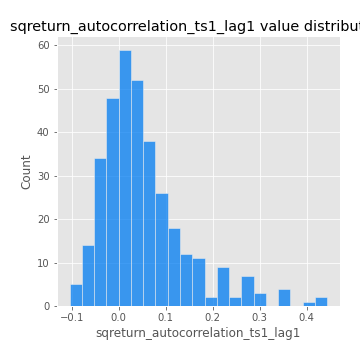 sqreturn_autocorrelation_ts1_lag1 value distribut
60
50
40
30
20
10
0
Count
−0.1 0.0 0.1 0.2 0.3 0.4
sqreturn_autocorrelation_ts1_lag1